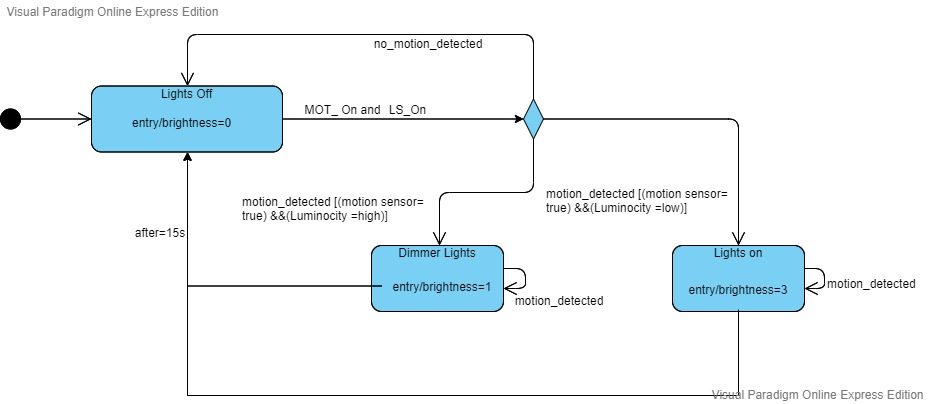 Visual Paradigm Online Express Edition
no_motion_detected
Lights Off
entry/brightness=0
MOT_ On and LS_On
motion_detected [(motion sensor=
true) &&(Luminocity =high)]
motion_detected [(motion sensor=
true) &&(Luminocity =low)]
after=15s
Dimmer Lights
entry/brightness=1
motion_detected
Lights on
entry/brightness=3
motion_detected
Visual Paradigm Online Express Edition